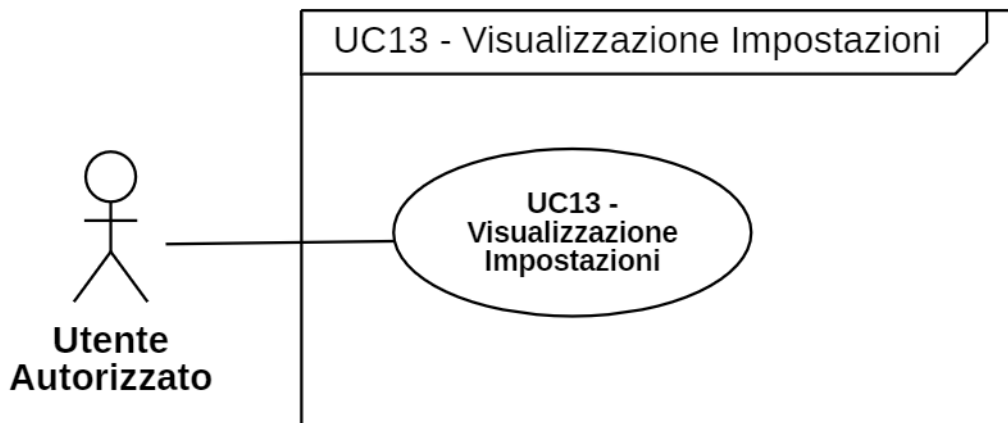 UC13 - Visualizzazione Impostazioni
UC13 -
Visualizzazione
Impostazioni
Utente
Autorizzato